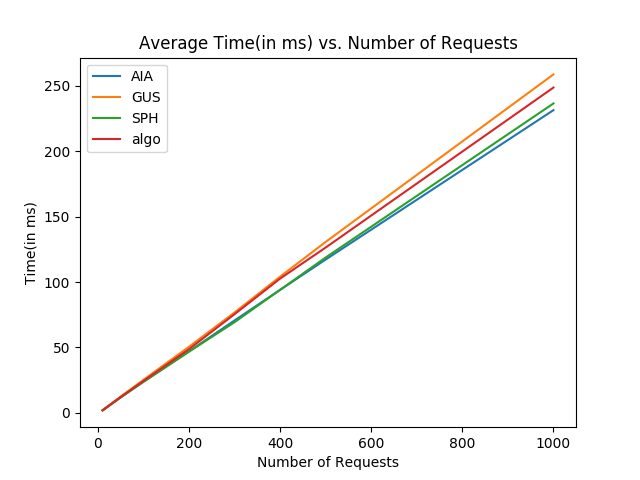 Average Time(in ms) vs. Number of Requests
AIA
GUS
SPH
algo
250
200
150
100
50
0
Time(in ms)
0 200 400 600 800 1000
Number of Requests